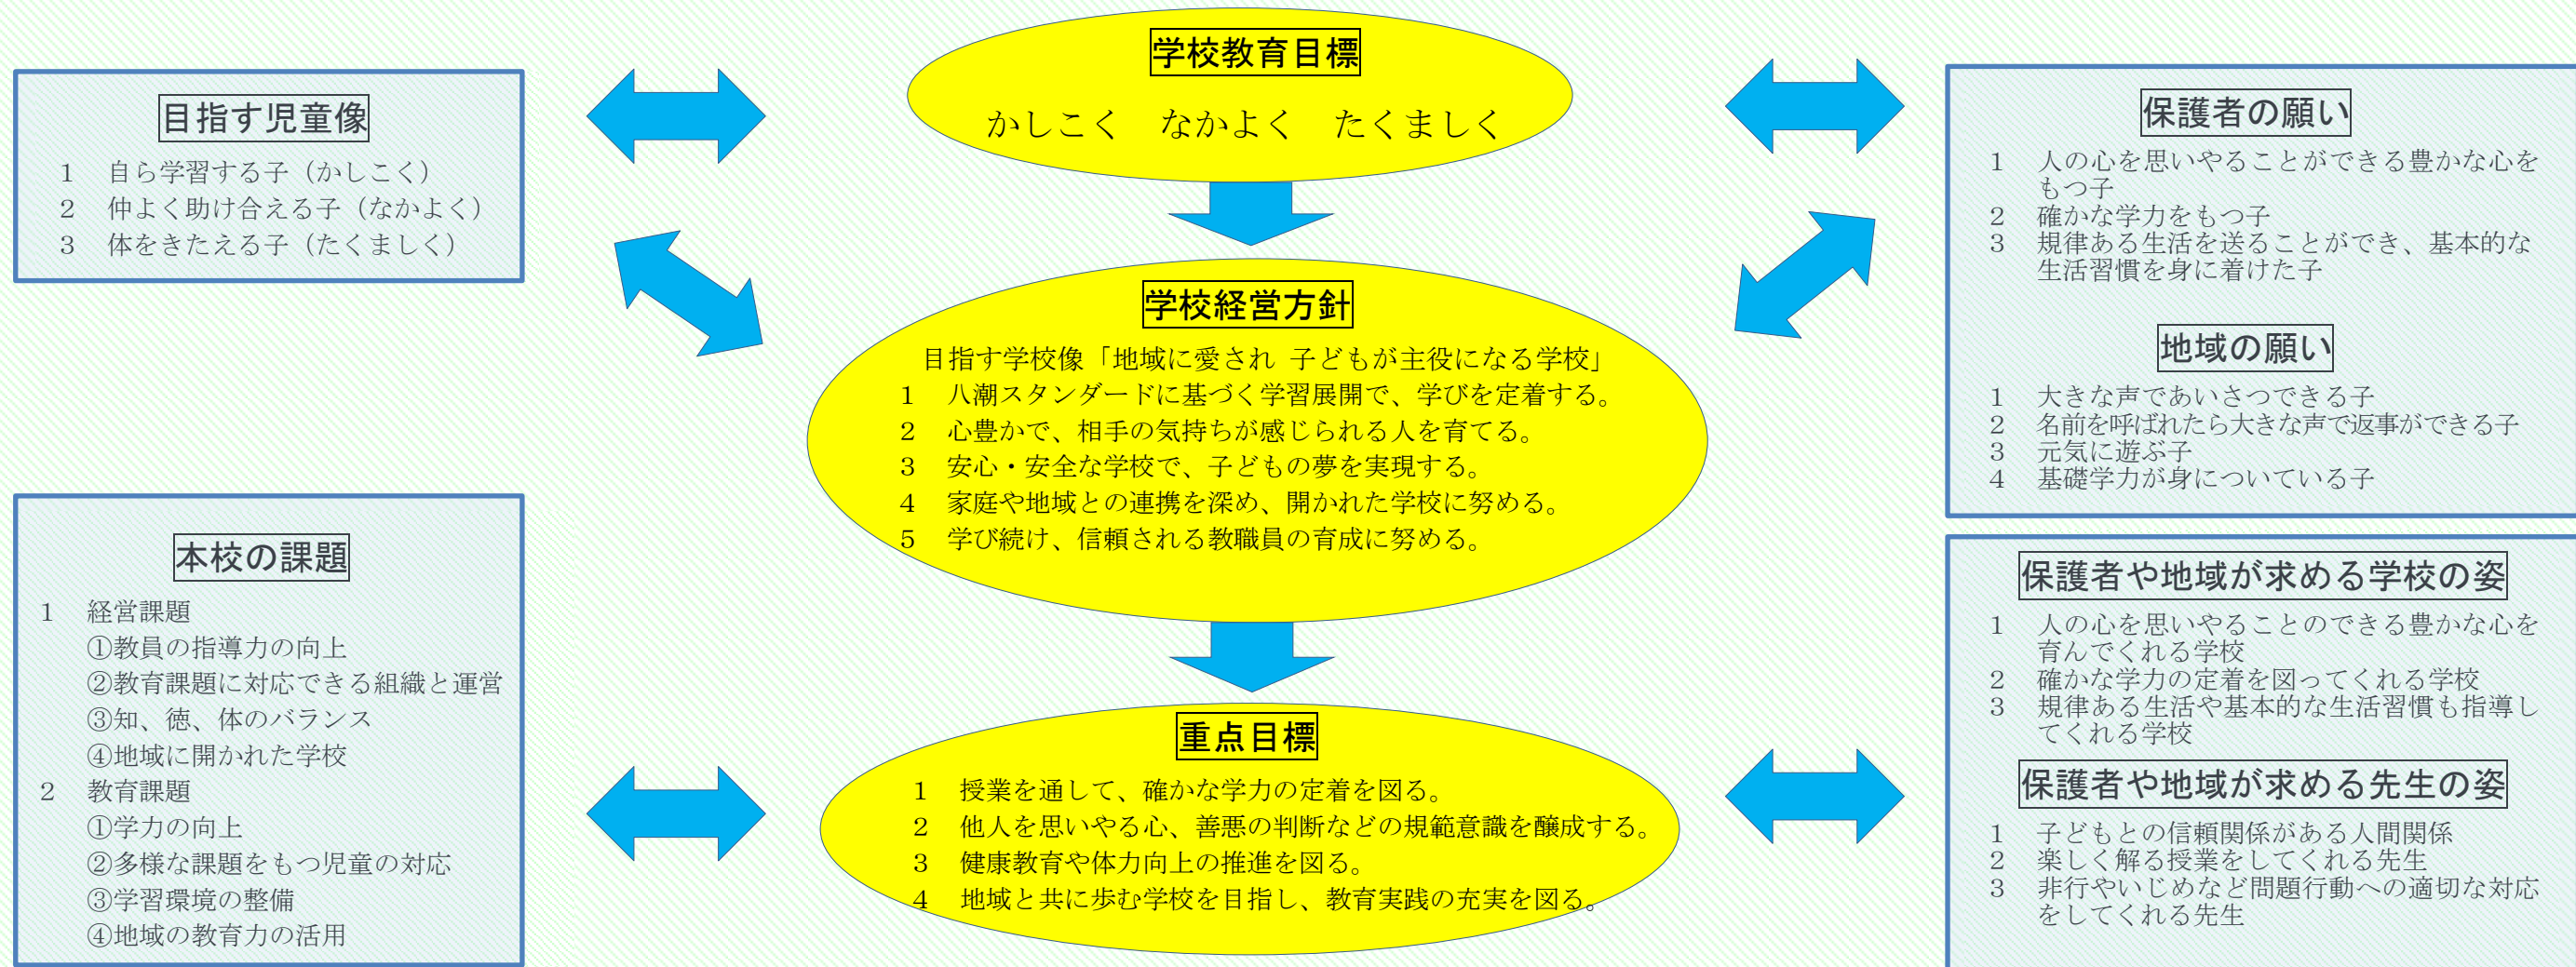 学校教育目標
かしこく　なかよく　たくましく
目指す児童像
1　自ら学習する子（かしこく）
2　仲よく助け合える子（なかよく）
3　体をきたえる子（たくましく）
保護者の願い
1　人の心を思いやることができる豊かな心を
もつ子
2　確かな学力をもつ子
3　規律ある生活を送ることができ、基本的な
生活習慣を身に着けた子
地域の願い
1　大きな声であいさつできる子
2　名前を呼ばれたら大きな声で返事ができる子
3　元気に遊ぶ子
4　基礎学力が身についている子
学校経営方針
目指す学校像「地域に愛され 子どもが主役になる学校」
1　八潮スタンダードに基づく学習展開で、学びを定着する。
2　心豊かで、相手の気持ちが感じられる人を育てる。
3　安心・安全な学校で、子どもの夢を実現する。
4　家庭や地域との連携を深め、開かれた学校に努める。
5　学び続け、信頼される教職員の育成に努める。
本校の課題
1　経営課題
①教員の指導力の向上
②教育課題に対応できる組織と運営
③知、徳、体のバランス
④地域に開かれた学校
2　教育課題
①学力の向上
②多様な課題をもつ児童の対応
③学習環境の整備
④地域の教育力の活用
重点目標
1　授業を通して、確かな学力の定着を図る。
2　他人を思いやる心、善悪の判断などの規範意識を醸成する。
3　健康教育や体力向上の推進を図る。
4　地域と共に歩む学校を目指し、教育実践の充実を図る。
保護者や地域が求める学校の姿
1　人の心を思いやることのできる豊かな心を
育んでくれる学校
2　確かな学力の定着を図ってくれる学校
3　規律ある生活や基本的な生活習慣も指導し
てくれる学校
保護者や地域が求める先生の姿
1　子どもとの信頼関係がある人間関係
2　楽しく解る授業をしてくれる先生
3　非行やいじめなど問題行動への適切な対応
をしてくれる先生